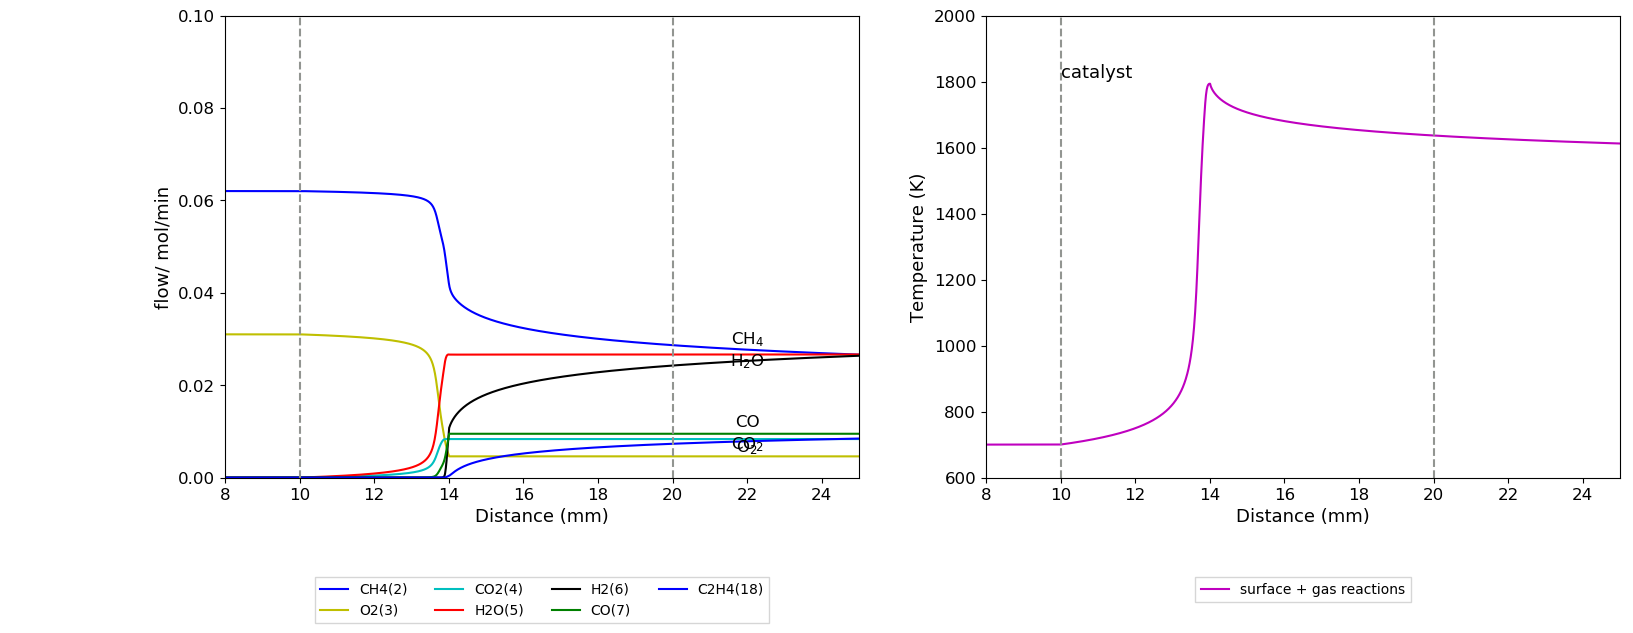 0.10
0.08
0.06
0.04
0.02
0.00
flow/ mol/min
CH₄
H₂O
CO
CO₂
O₂
8 10 12 14 16 18 20 22 24
Distance (mm)
CH4(2) CO2(4) H2(6) C2H4(18)
O2(3) H2O(5) CO(7)
2000
1800
1600
1400
1200
1000
800
600
Temperature (K)
catalyst
8 10 12 14 16 18 20 22 24
Distance (mm)
surface + gas reactions